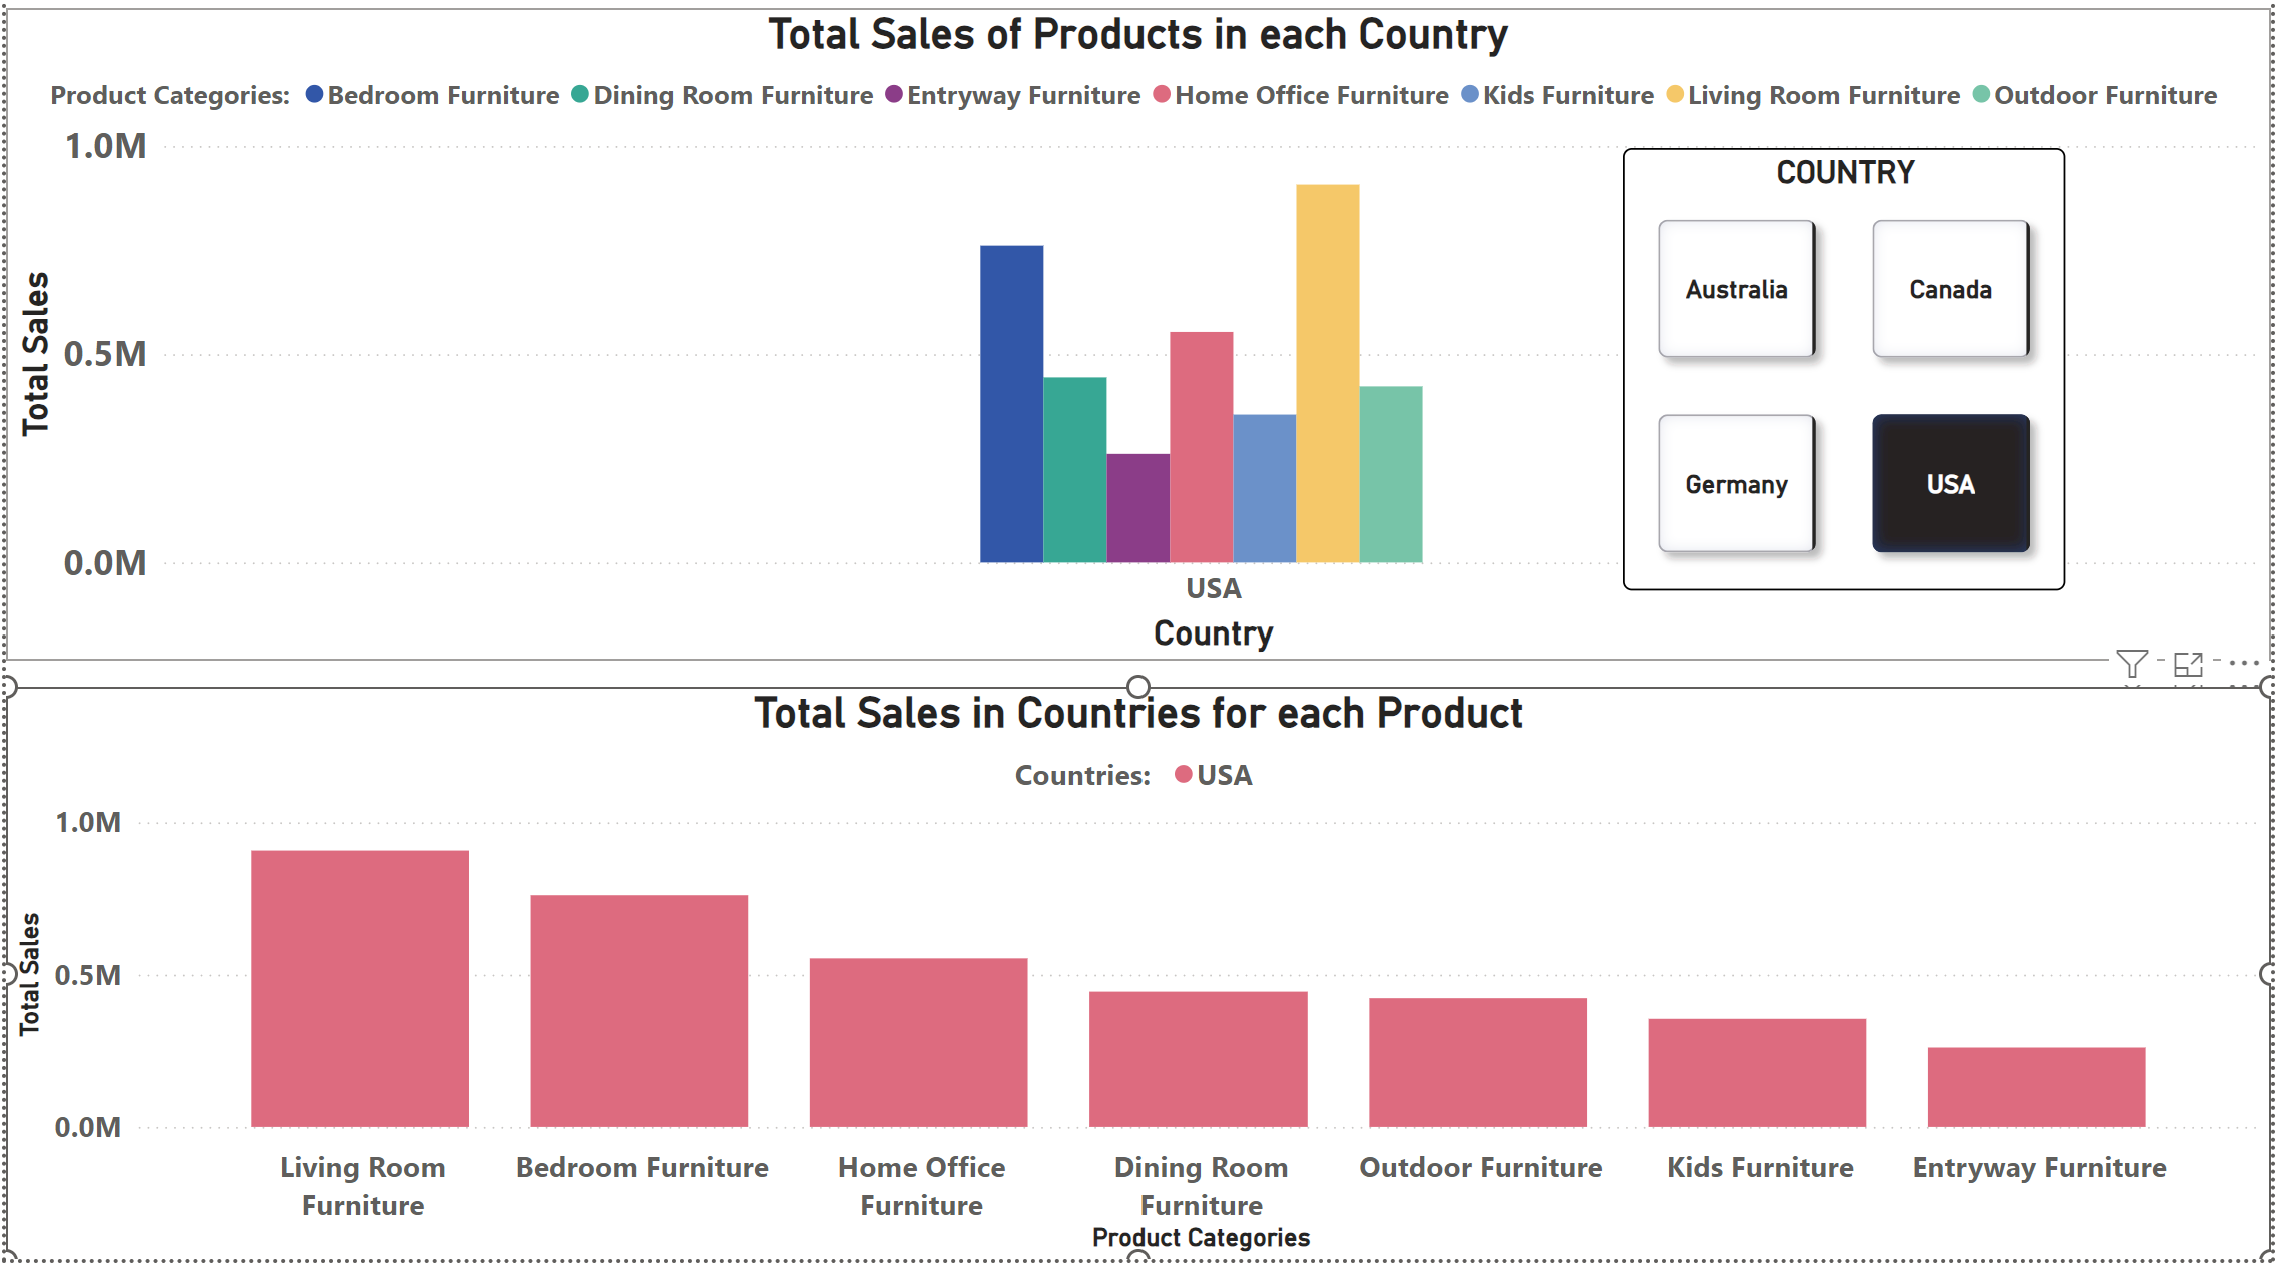 Total Sales of Products in each Country
Product Categories: Bedroom Furniture Dining Room Furniture Entryway Furniture Home Office Furniture Kids Furniture Living Room Furniture Outdoor Furniture
1.0M
0.5M
0.0M
Total Sales
USA
Country
COUNTRY
Australia
Canada
Germany
USA
Total Sales in Countries for each Product
Countries: USA
1.0M
0.5M
0.0M
Total Sales
Living Room
Furniture
Bedroom Furniture
Home Office
Furniture
Dining Room
Furniture
Outdoor Furniture
Kids Furniture
Entryway Furniture
Product Categories